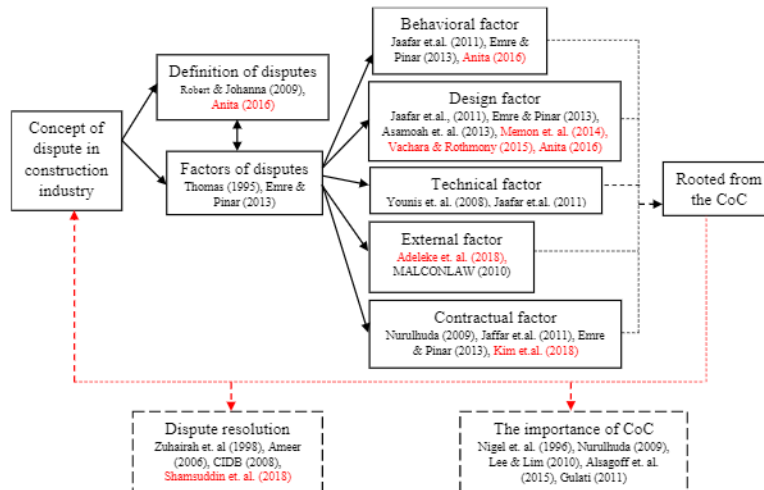 Concept of
dispute in
construction
industry
Definition of disputes
Robert & Johanna (2009),
Anita (2016)
Factors of disputes
Thomas (1995), Emre &
Pinar (2013)
Behavioral factor
Jaafar et.al. (2011), Emre &
Pinar (2013), Anita (2016)
Design factor
Jaafar et.al., (2011), Emre & Pinar (2013),
Asamoah et. al. (2013), Memon et. al. (2014),
Vachara & Rothmony (2015), Anita (2016)
Technical factor
Younis et. al. (2008), Jaafar et.al. (2011)
External factor
Adeleke et. al. (2018),
MALCONLAW (2010)
Contractual factor
Nurulhuda (2009), Jaffar et.al. (2011), Emre
& Pinar (2013), Kim et.al. (2018)
Rooted from
the CoC
Dispute resolution
Zuhairah et. al (1998), Ameer
(2006), CIDB (2008),
Shamsuddin et. al. (2018)
The importance of CoC
Nigel et. al. (1996), Nurulhuda (2009),
Lee & Lim (2010), Alsagoff et. al.
(2015), Gulati (2011)